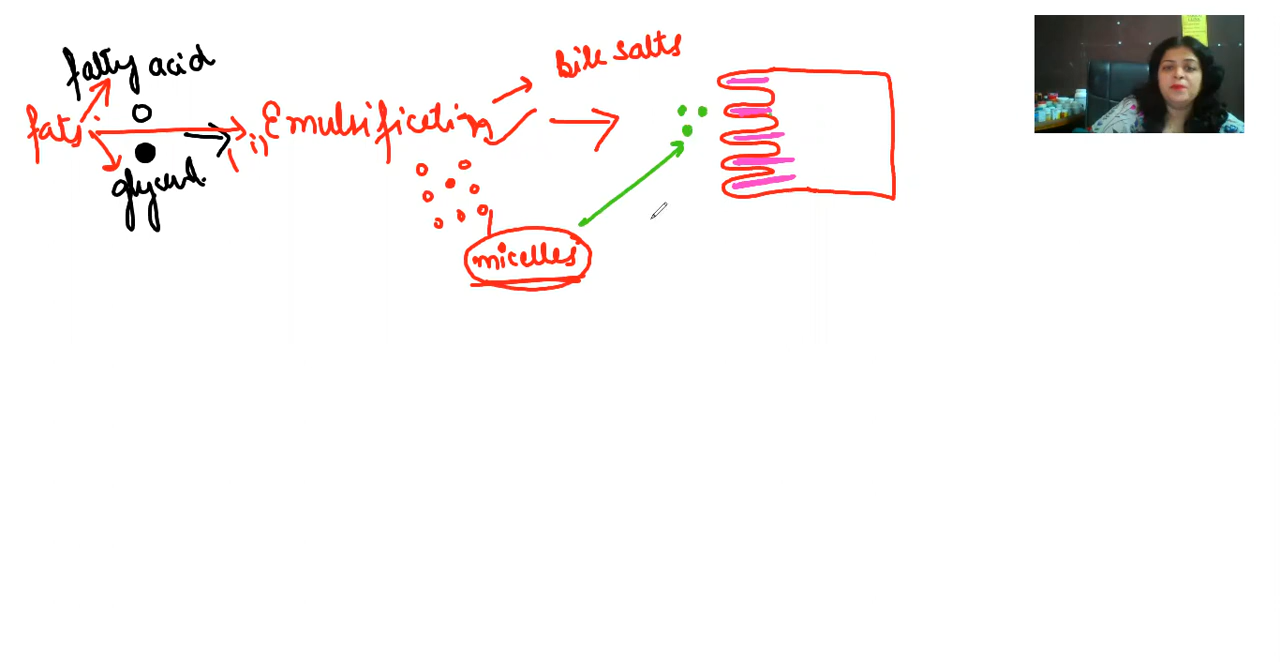 fatty acid
bile salts
fats
i) Emulsification
glycerol
micelles